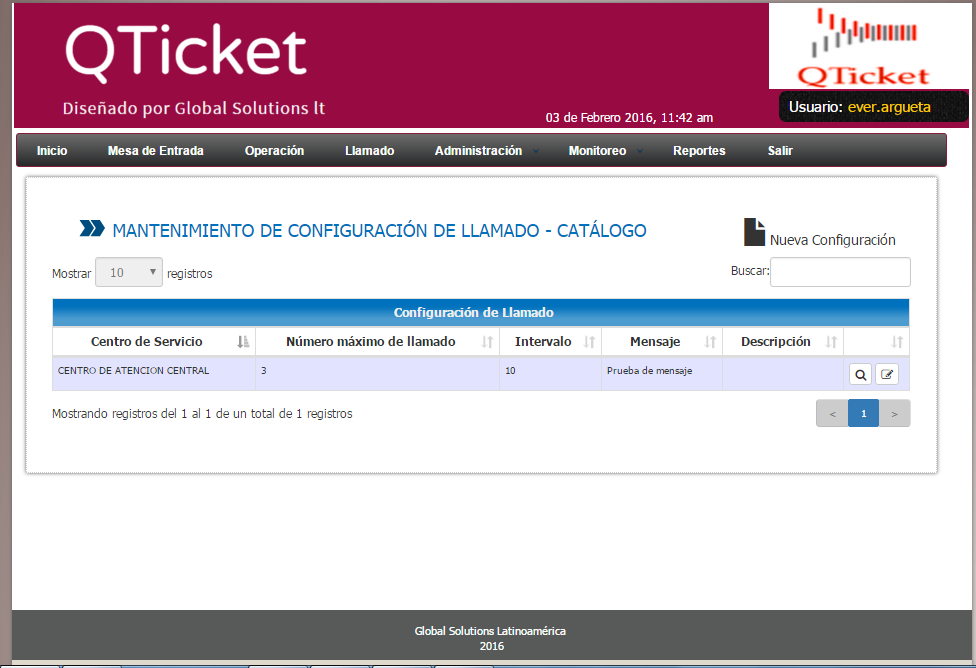 QTicket
Diseñado por Global Solutions lt
03 de Febrero 2016, 11:42 am
QTicket
Usuario: ever.argueta
Inicio Mesa de Entrada Operación Llamado Administración Monitoreo Reportes Salir
MANTENIMIENTO DE CONFIGURACIÓN DE LLAMADO - CATÁLOGO
Nueva Configuración
Mostrar 10 registros
Buscar:
Configuración de Llamado
Centro de Servicio Número máximo de llamado Intervalo Mensaje Descripción
CENTRO DE ATENCION CENTRAL 3 10 Prueba de mensaje
Mostrando registros del 1 al 1 de un total de 1 registros
< 1 >
Global Solutions Latinoamérica
2016